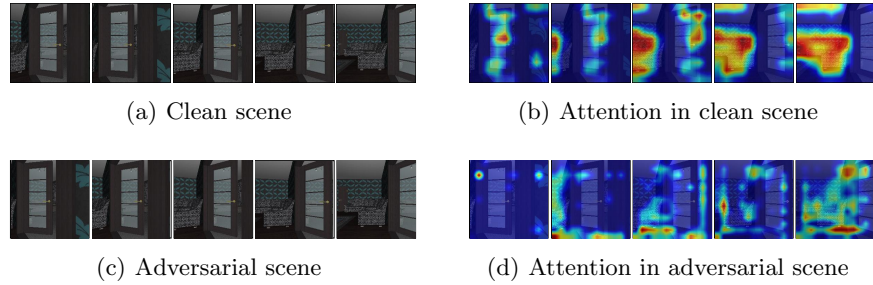 (a) Clean scene
(b) Attention in clean scene
(c) Adversarial scene
(d) Attention in adversarial scene